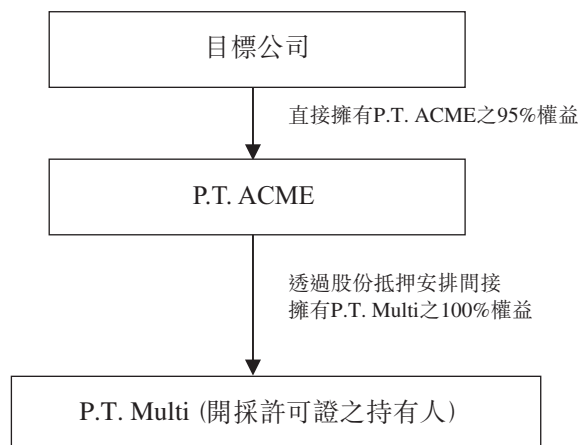 目標公司
直接擁有P.T. ACME之95%權益
P.T. ACME
透過股份抵押安排間接
擁有P.T. Multi之100%權益
P.T. Multi (開採許可證之持有人)